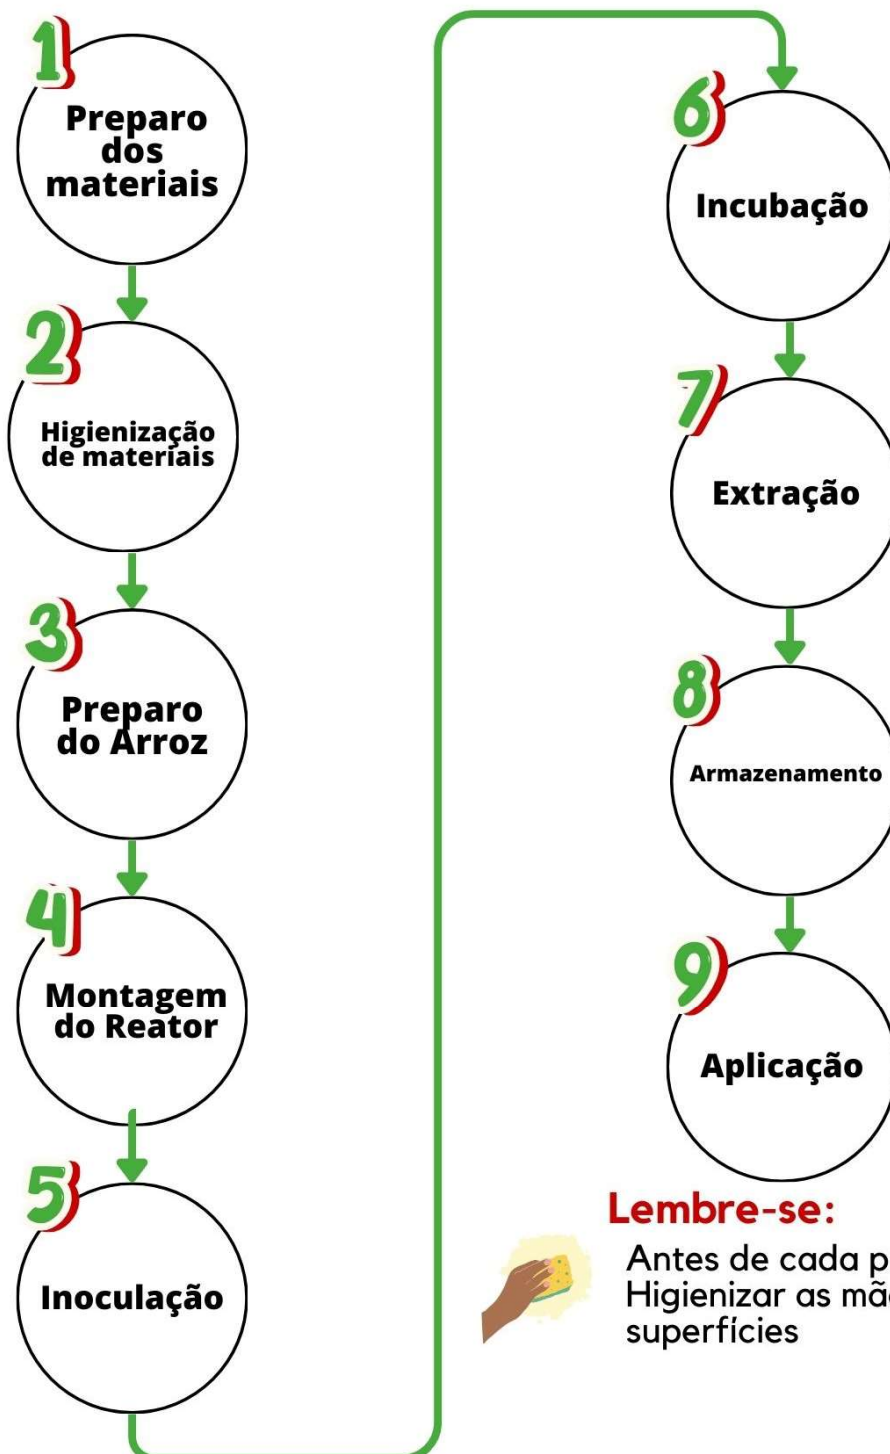 1
Preparo
dos
materiais
2
Higienização
de materiais
3
Preparo
do Arroz
4
Montagem
do Reator
5
Inoculação
6
Incubação
7
Extração
8
Armazenamento
9
Aplicação
Lembre-se:
Antes de cada
Higienizar as
superfícies